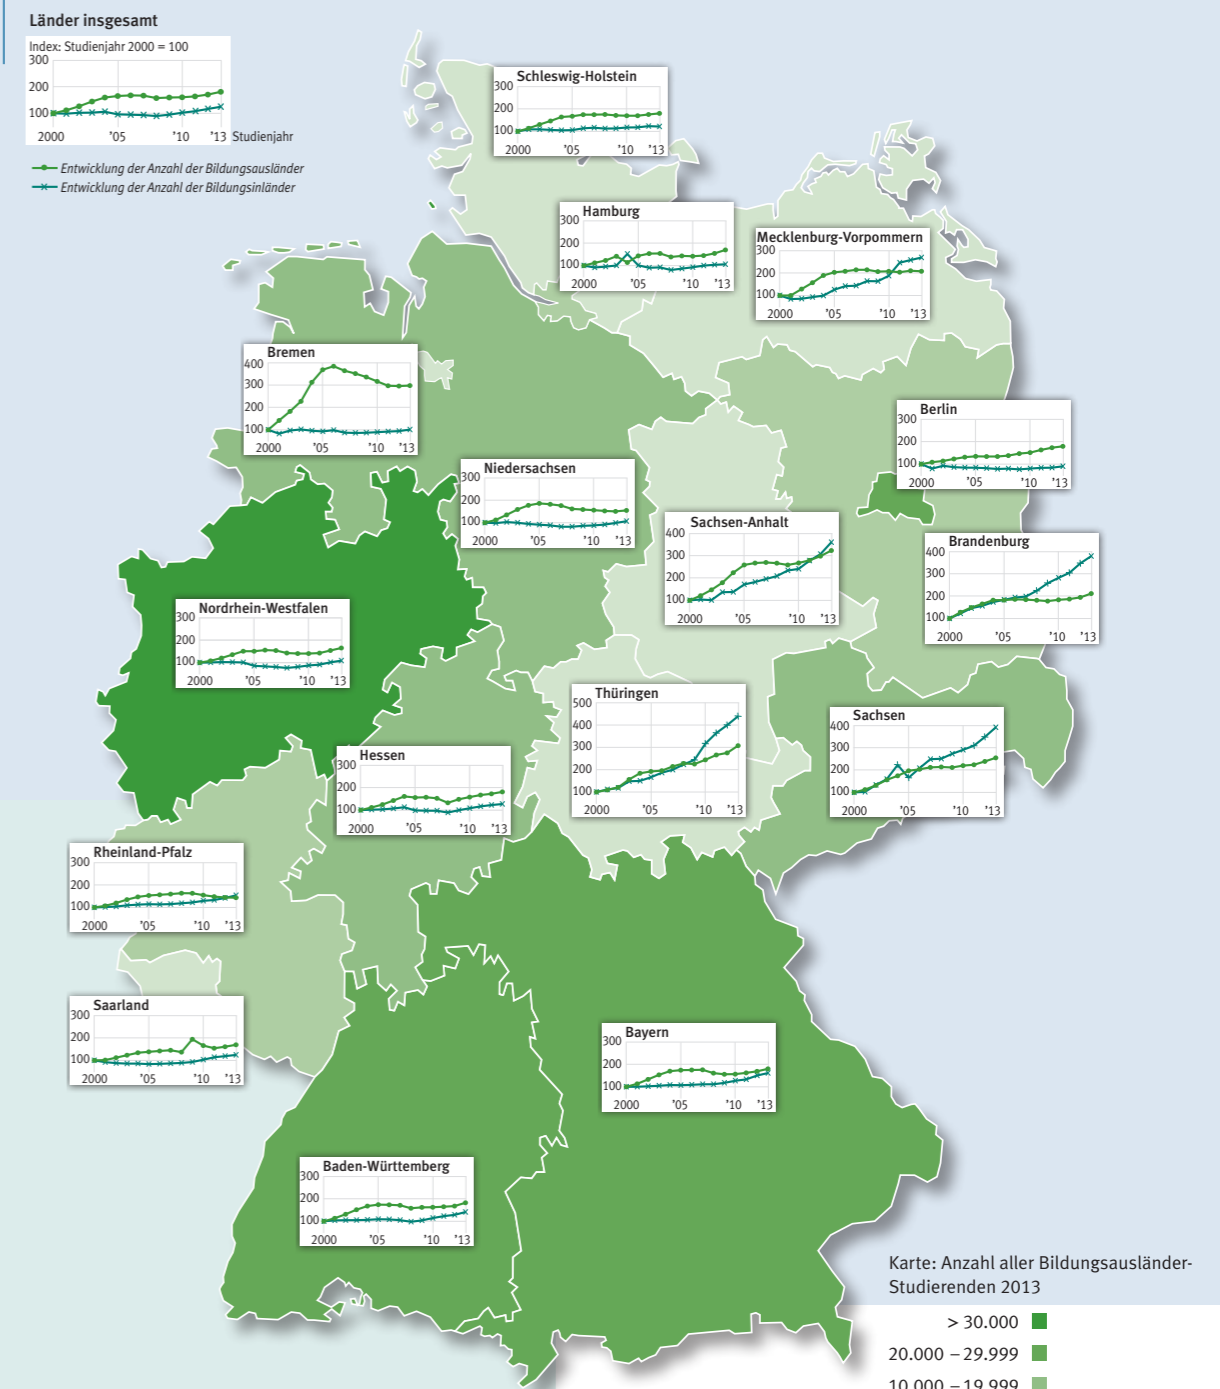 Länder insgesamt
Index: Studienjahr 2000 = 100
300
200
100
2000 '05 '10 '13 Studienjahr
Entwicklung der Anzahl der Bildungsausländer
Entwicklung der Anzahl der Bildungsinländer
Schleswig-Holstein
300
200
100
2000 '05 '10 '13
Hamburg
300
200
100
2000 '05 '10 '13
Mecklenburg-Vorpommern
300
200
100
2000 '05 '10 '13
Bremen
400
300
200
100
2000 '05 '10 '13
Berlin
300
200
100
2000 '05 '10 '13
Niedersachsen
300
200
100
2000 '05 '10 '13
Sachsen-Anhalt
400
300
200
100
2000 '05 '10 '13
Brandenburg
400
300
200
100
2000 '05 '10 '13
Nordrhein-Westfalen
300
200
100
2000 '05 '10 '13
Thüringen
500
400
300
200
100
2000 '05 '10 '13
Sachsen
400
300
200
100
2000 '05 '10 '13
Hessen
300
200
100
2000 '05 '10 '13
Rheinland-Pfalz
300
200
100
2000 '05 '10 '13
Saarland
300
200
100
2000 '05 '10 '13
Bayern
300
200
100
2000 '05 '10 '13
Baden-Württemberg
300
200
100
2000 '05 '10 '13
Karte: Anzahl aller Bildungsausländer-
Studierenden 2013
> 30.000
20.000 – 29.999
10.000 – 19.999